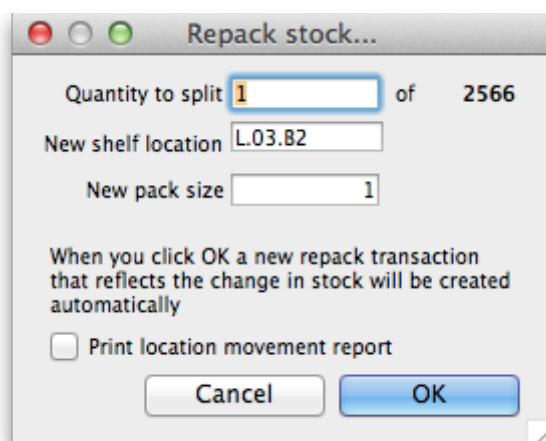 Repack stock...
Quantity to split 1 of 2566
New shelf location L.03.B2
New pack size 1
When you click OK a new repack transaction
that reflects the change in stock will be created
automatically
Print location movement report
Cancel OK